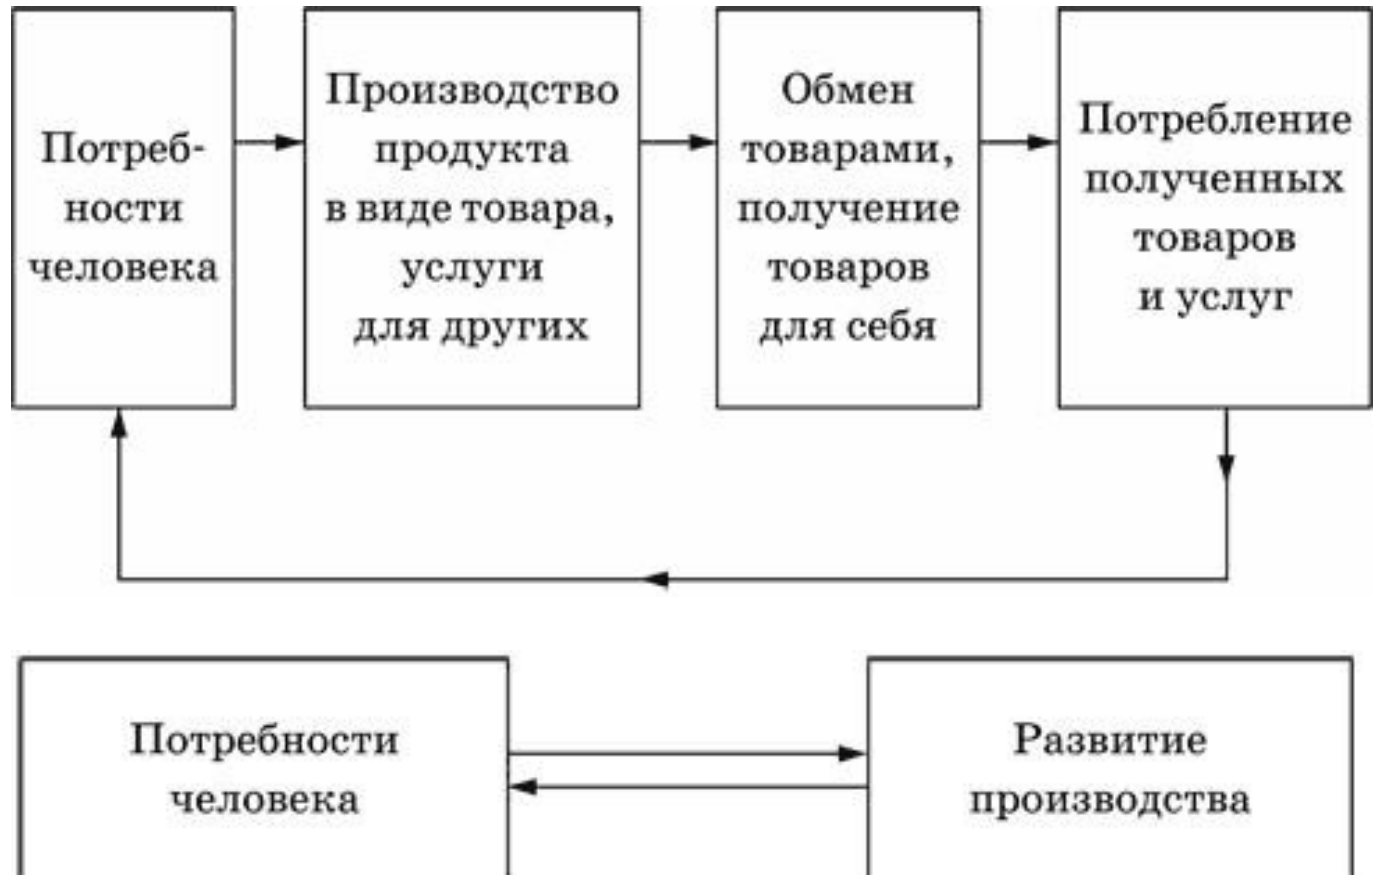 Потреб-
ности
человека
Производство
продукта
в виде товара,
услуги
для других
Обмен
товарами,
получение
товаров
для себя
Потребление
полученных
товаров
и услуг
Потребности
человека
Развитие
производства